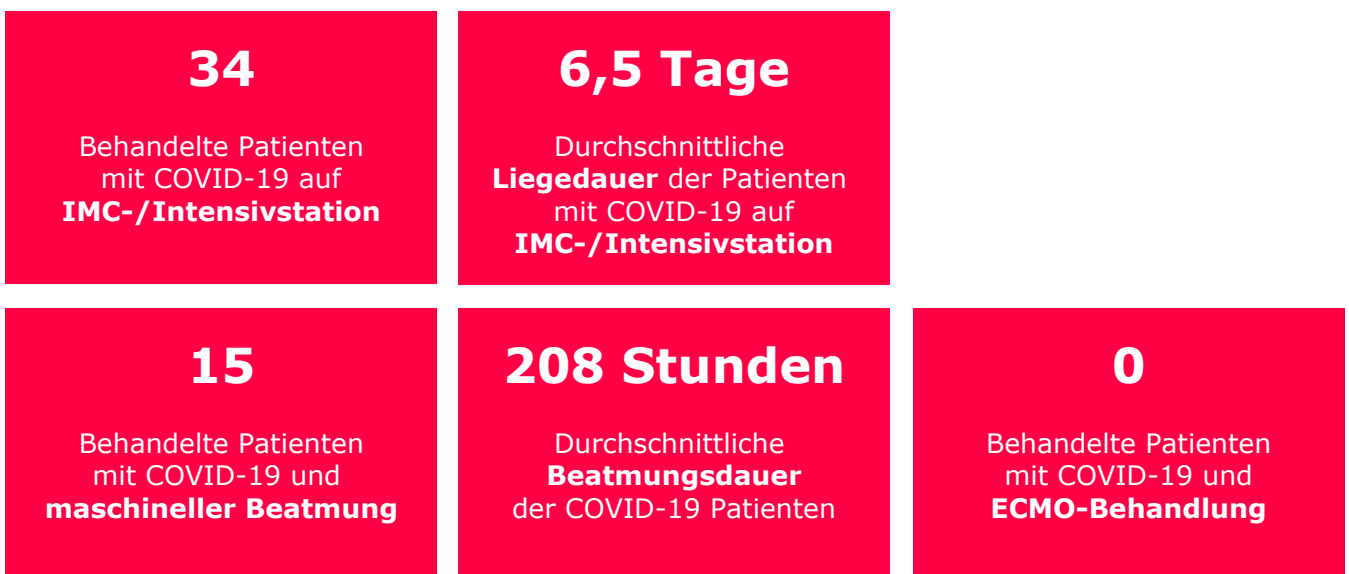 34
Behandelte Patienten
mit COVID-19 auf
IMC-/Intensivstation
6,5 Tage
Durchschnittliche
Liegedauer der Patienten
mit COVID-19 auf
IMC-/Intensivstation
15
Behandelte Patienten
mit COVID-19 und
maschineller Beatmung
208 Stunden
Durchschnittliche
Beatmungsdauer
der COVID-19 Patienten
0
Behandelte Patienten
mit COVID-19 und
ECMO-Behandlung